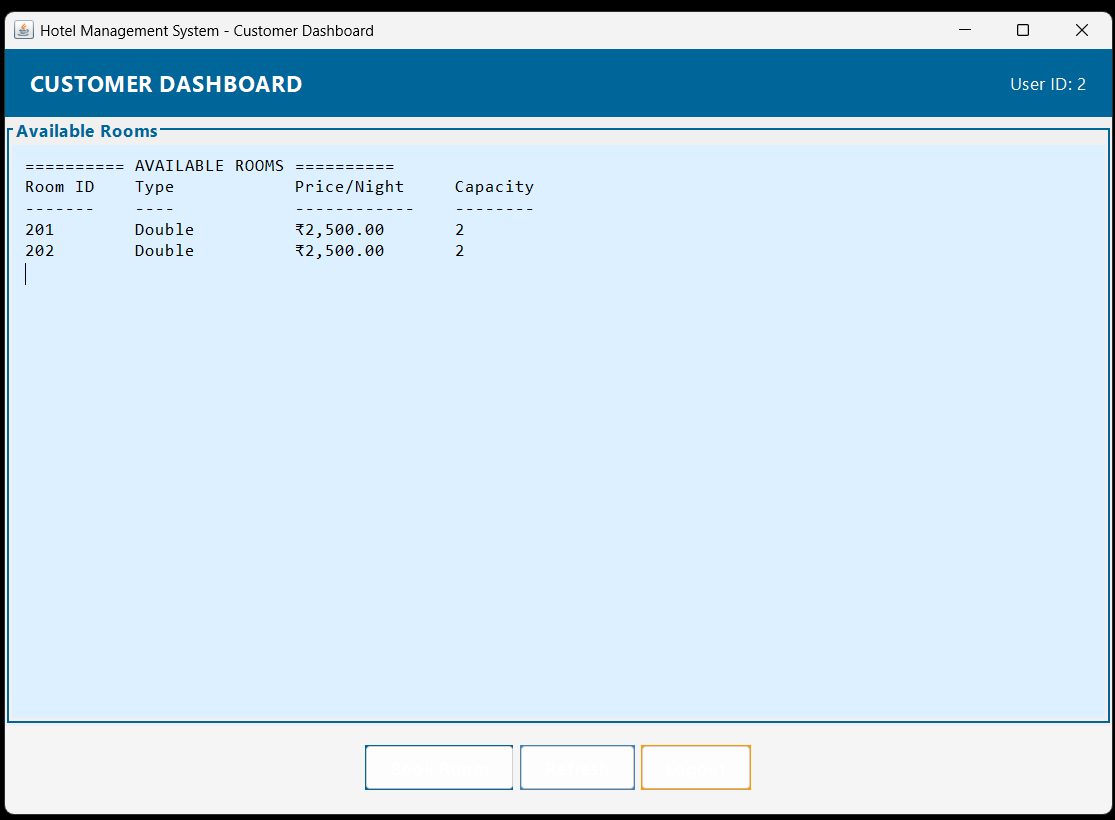 Hotel Management System - Customer Dashboard
CUSTOMER DASHBOARD
User ID: 2
Available Rooms
========== AVAILABLE ROOMS ==========
Room ID    Type            Price/Night     Capacity
-------    ----            ------------    --------
201        Double          ₹2,500.00       2
202        Double          ₹2,500.00       2